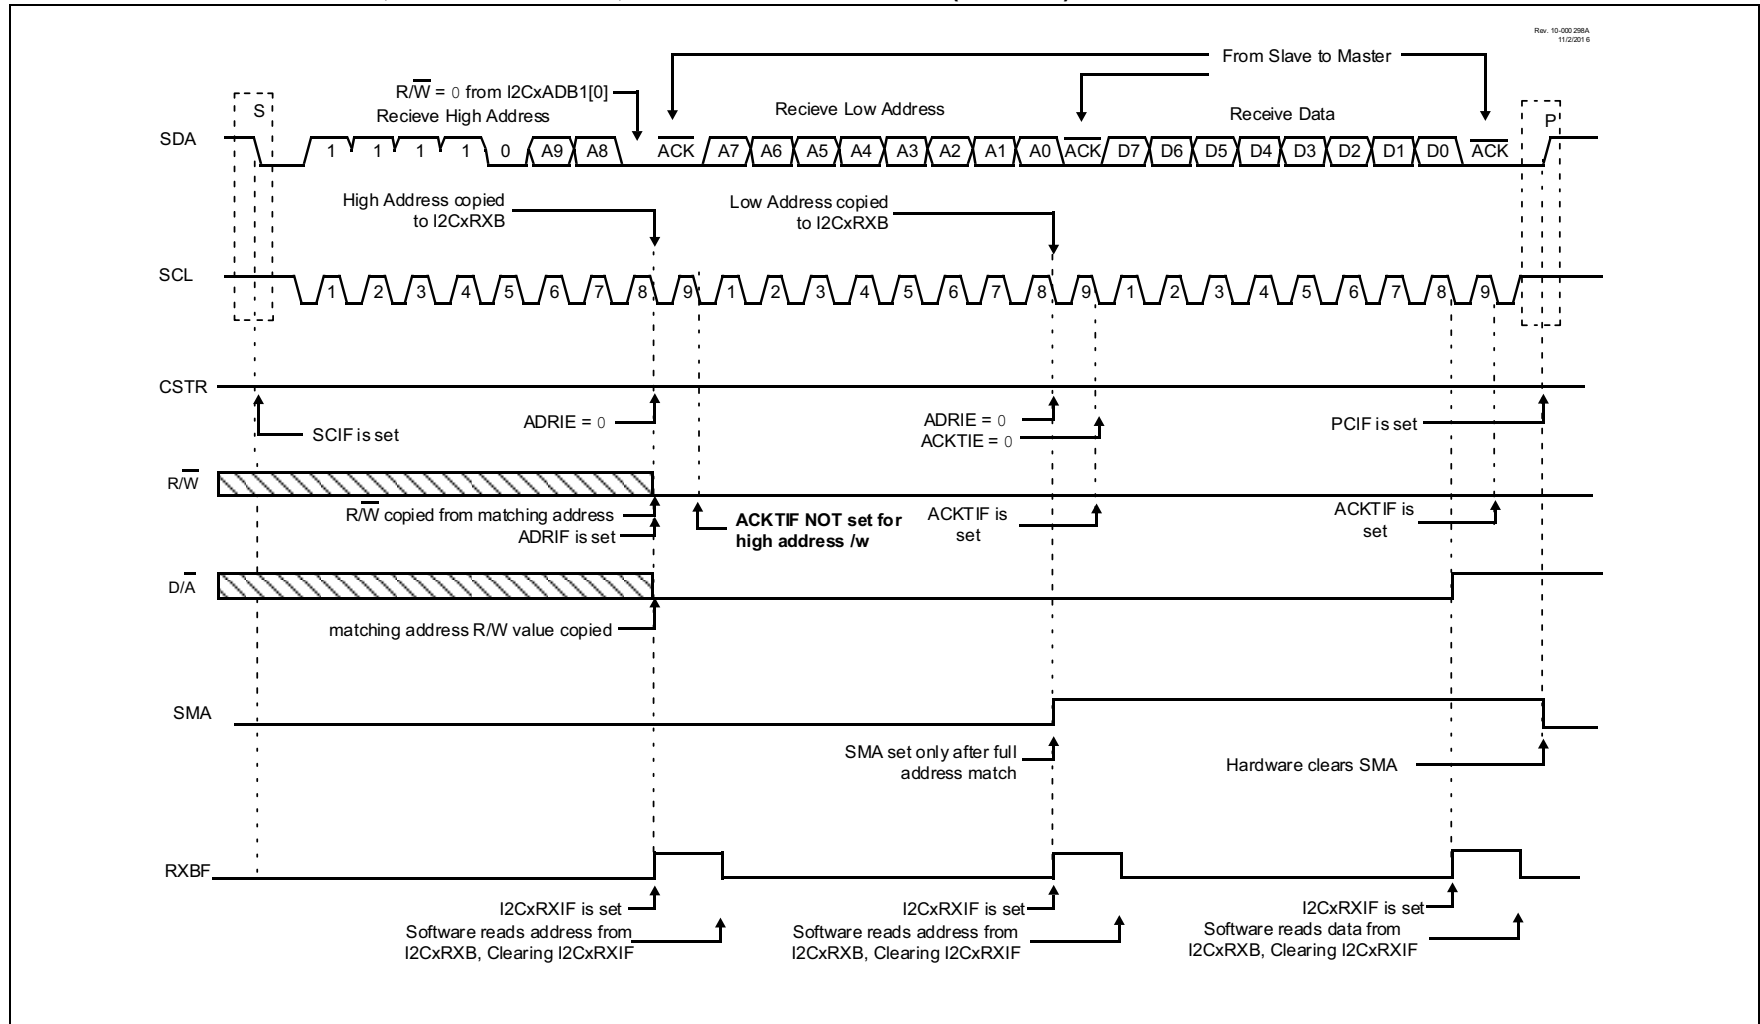 Rev. 10-000 298A
11/2/201 6
From Slave to Master
R/W = 0 from I2CxADB1[0]
Recieve High Address
Recieve Low Address
Receive Data
S
P
SDA
1 1 1 1 0 A9 A8 ACK A7 A6 A5 A4 A3 A2 A1 A0 ACK D7 D6 D5 D4 D3 D2 D1 D0 ACK
High Address copied
to I2CxRXB
Low Address copied
to I2CxRXB
SCL
1 2 3 4 5 6 7 8 9 1 2 3 4 5 6 7 8 9 1 2 3 4 5 6 7 8 9
CSTR
SCIF is set
ADRIE = 0
ADRIE = 0
ACKTIE = 0
PCIF is set
R/W
R/W copied from matching address
ADRIF is set
ACKTIF NOT set for
high address /w
ACKTIF is
set
ACKTIF is
set
D/A
matching address R/W value copied
SMA
SMA set only after full
address match
Hardware clears SMA
RXBF
I2CxRXIF is set
Software reads address from
I2CxRXB, Clearing I2CxRXIF
I2CxRXIF is set
Software reads address from
I2CxRXB, Clearing I2CxRXIF
I2CxRXIF is set
Software reads data from
I2CxRXB, Clearing I2CxRXIF